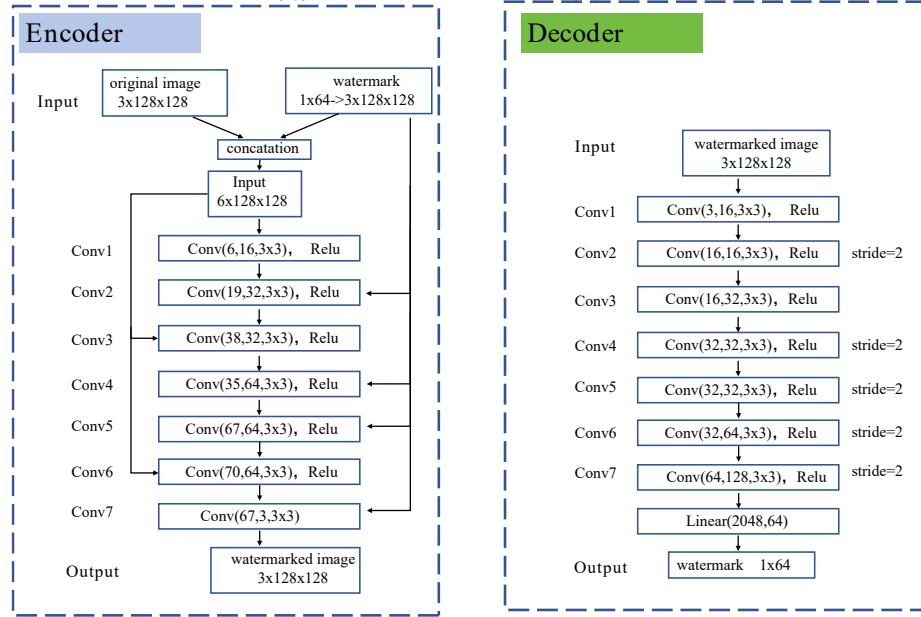 Encoder
Input
original image
3x128x128
watermark
1x64->3x128x128
concatation
Input
6x128x128
Conv1
Conv(6,16,3x3), Relu
Conv2
Conv(19,32,3x3), Relu
Conv3
Conv(38,32,3x3), Relu
Conv4
Conv(35,64,3x3), Relu
Conv5
Conv(67,64,3x3), Relu
Conv6
Conv(70,64,3x3), Relu
Conv7
Conv(67,3,3x3)
Output
watermarked image
3x128x128
Decoder
Input
watermarked image
3x128x128
Conv1
Conv(3,16,3x3), Relu
Conv2
Conv(16,16,3x3), Relu
stride=2
Conv3
Conv(16,32,3x3), Relu
Conv4
Conv(32,32,3x3), Relu
stride=2
Conv5
Conv(32,32,3x3), Relu
stride=2
Conv6
Conv(32,64,3x3), Relu
stride=2
Conv7
Conv(64,128,3x3), Relu
stride=2
Linear(2048,64)
Output
watermark 1x64